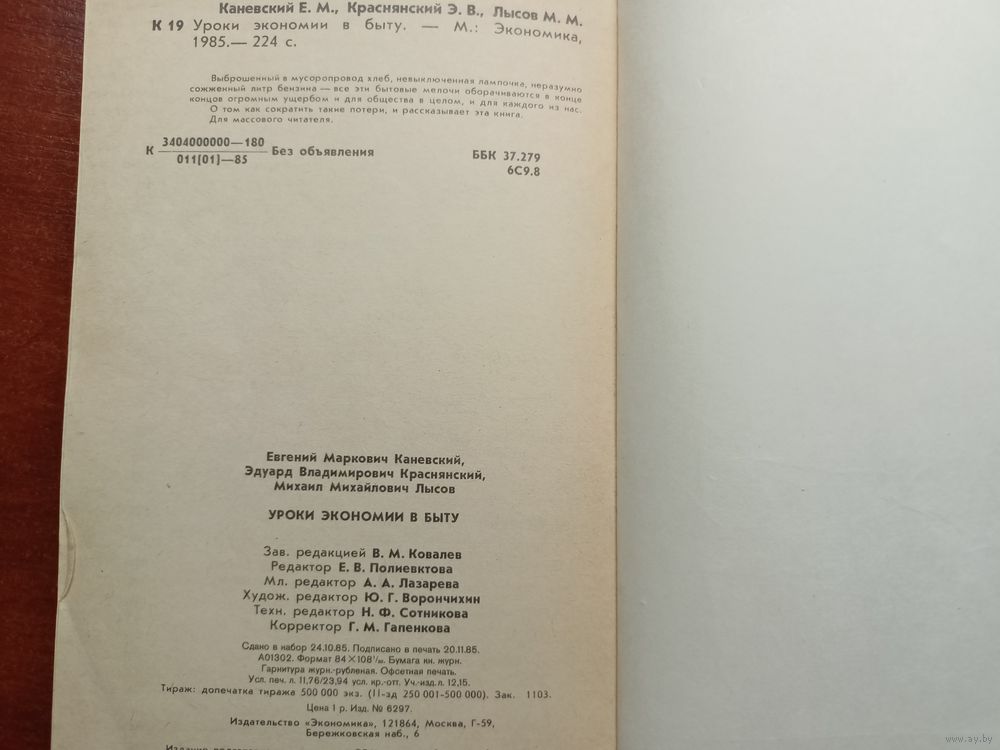 Каневский Е. М., Краснянский Э. В., Лысов М. М.
К 19 Уроки экономии в быту. — М.: Экономика,
1985.— 224 с.
Выброшенный в мусоропровод хлеб, невыключенная лампочка, неразумно
сожженный литр бензина — все эти бытовые мелочи оборачиваются в конце
концов огромным ущербом и для общества в целом, и для каждого из нас.
О том как сократить такие потери, и рассказывает эта книга.
Для массового читателя.
К 3404000000—180
011(01)—85 Без объявления
ББК 37.279
6С9.8
Евгений Маркович Каневский,
Эдуард Владимирович Краснянский,
Михаил Михайлович Лысов
УРОКИ ЭКОНОМИИ В БЫТУ
Зав. редакцией В. М. Ковалев
Редактор Е. В. Полиевктова
Мл. редактор А. А. Лазарева
Худож. редактор Ю. Г. Ворончихин
Техн. редактор Н. Ф. Сотникова
Корректор Г. М. Гапенкова
Сдано в набор 24.10.85. Подписано в печать 20.11.85.
А01302. Формат 84×108¹/₃₂. Бумага кн. журн.
Гарнитура журн.-рубленая. Офсетная печать.
Усл. печ. л. 11,76/23,94 усл. кр.-отт. Уч.-изд. л. 12,15.
Тираж: допечатка тиража 500 000 экз. (II-зд 250 001—500 000). Зак. 1103.
Цена 1 р. Изд. № 6297.
Издательство «Экономика», 121864, Москва, Г-59,
Бережковская наб., 6
www.ay.by